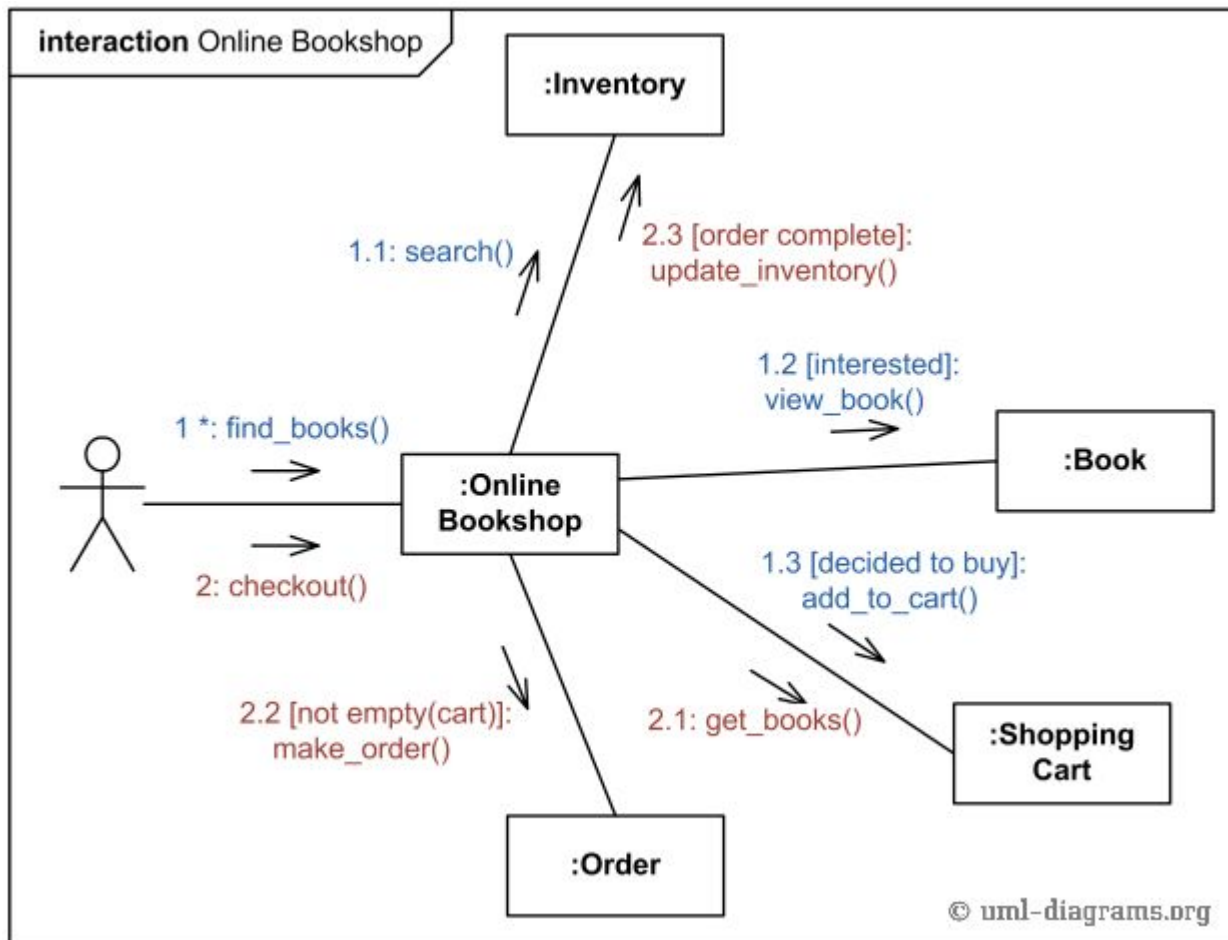 interaction Online Bookshop
:Inventory
1.1: search()
2.3 [order complete]:
update_inventory()
1.2 [interested]:
view_book()
1 *: find_books()
:Online
Bookshop
:Book
2: checkout()
1.3 [decided to buy]:
add_to_cart()
2.2 [not empty(cart)]:
make_order()
2.1: get_books()
:Shopping
Cart
:Order
© uml-diagrams.org